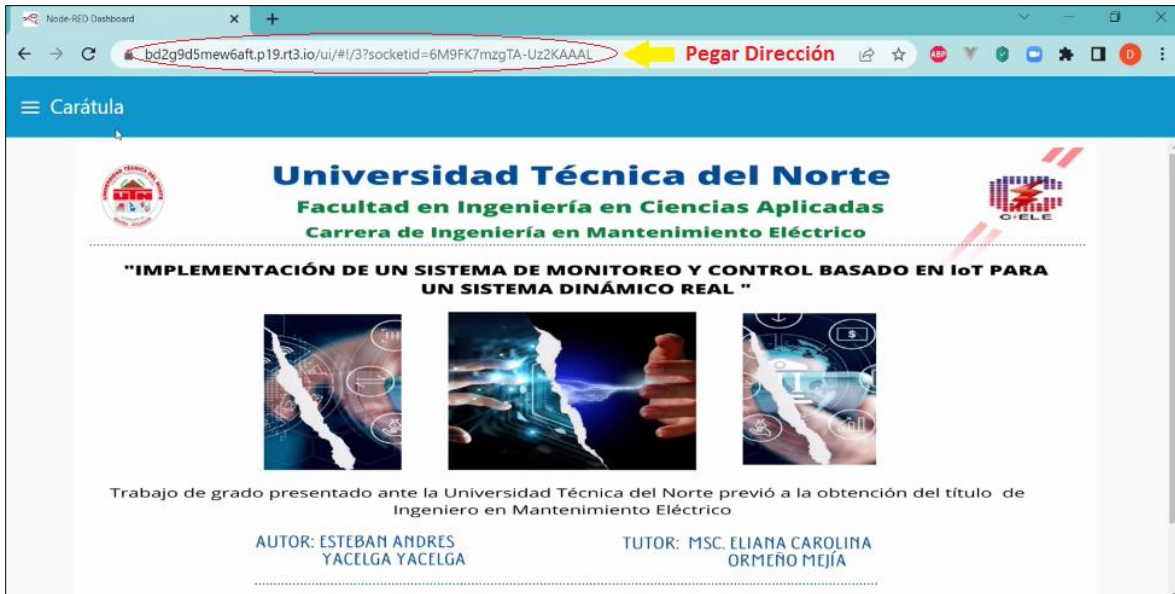 Node-RED Dashboard
bd2g9d5mew6aft.p19.rt3.io/ui/#!/3?socketid=6M9FK7mzgTA-Uz2KAAAL
Pegar Dirección
ABP
D
Carátula
UTN
Universidad Técnica del Norte
Facultad en Ingeniería en Ciencias Aplicadas
Carrera de Ingeniería en Mantenimiento Eléctrico
C·ELE
"IMPLEMENTACIÓN DE UN SISTEMA DE MONITOREO Y CONTROL BASADO EN IoT PARA
UN SISTEMA DINÁMICO REAL "
Trabajo de grado presentado ante la Universidad Técnica del Norte previó a la obtención del título de
Ingeniero en Mantenimiento Eléctrico
AUTOR: ESTEBAN ANDRES
YACELGA YACELGA
TUTOR: MSC. ELIANA CAROLINA
ORMEÑO MEJÍA